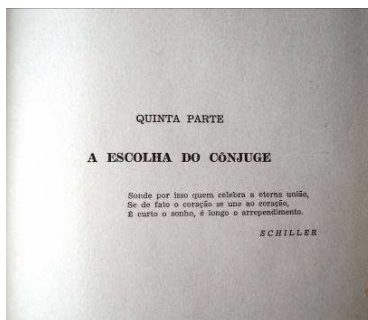 QUINTA PARTE
A ESCOLHA DO CÔNJUGE
Sonde por isso quem celebra a eterna união,
Se de fato o coração se une ao coração,
É curto o sonho, é longo o arrependimento.
SCHILLER